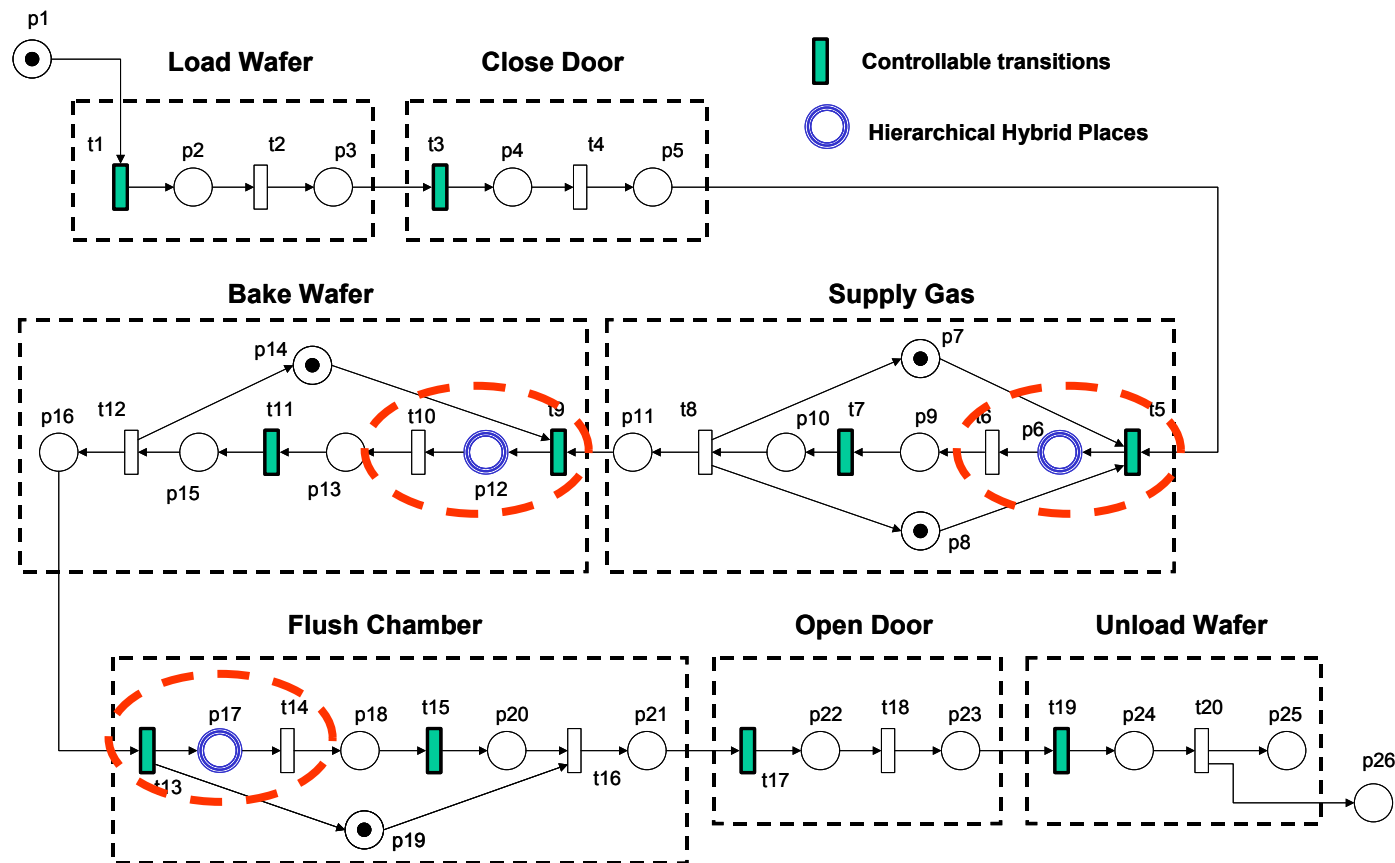 p1
Load Wafer
Close Door
Controllable transitions
Hierarchical Hybrid Places
t1
p2
t2
p3
t3
p4
t4
p5
Bake Wafer
Supply Gas
p14
p7
p16
t12
t11
t10
t9
p11
t8
p10
t7
p9
t6
p6
t5
p15
p13
p12
p8
Flush Chamber
Open Door
Unload Wafer
p17
t14
p18
t15
p20
p21
p22
t18
p23
t19
p24
t20
p25
t13
t16
t17
p26
p19